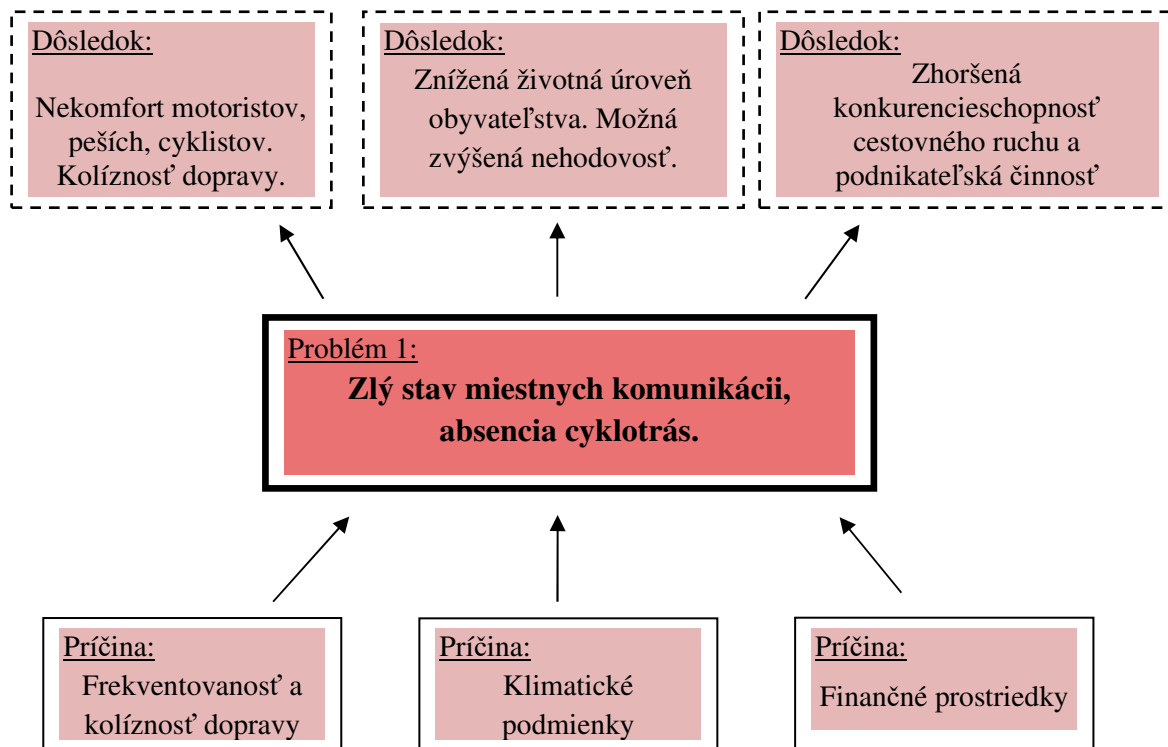 Dôsledok:
Nekomfort motoristov,
peších, cyklistov.
Kolíznosť dopravy.
Dôsledok:
Znížená životná úroveň
obyvateľstva. Možná
zvýšená nehodovosť.
Dôsledok:
Zhoršená
konkurencieschopnosť
cestovného ruchu a
podnikateľská činnosť
Problém 1:
Zlý stav miestnych komunikácii,
absencia cyklotrás.
Príčina:
Frekventovanosť a
kolíznosť dopravy
Príčina:
Klimatické
podmienky
Príčina:
Finančné prostriedky